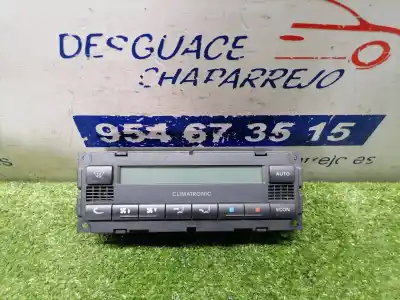 DESGUACE
CHAPARREJO
954 67 35 15
AUTO
CLIMATRONIC
ECON